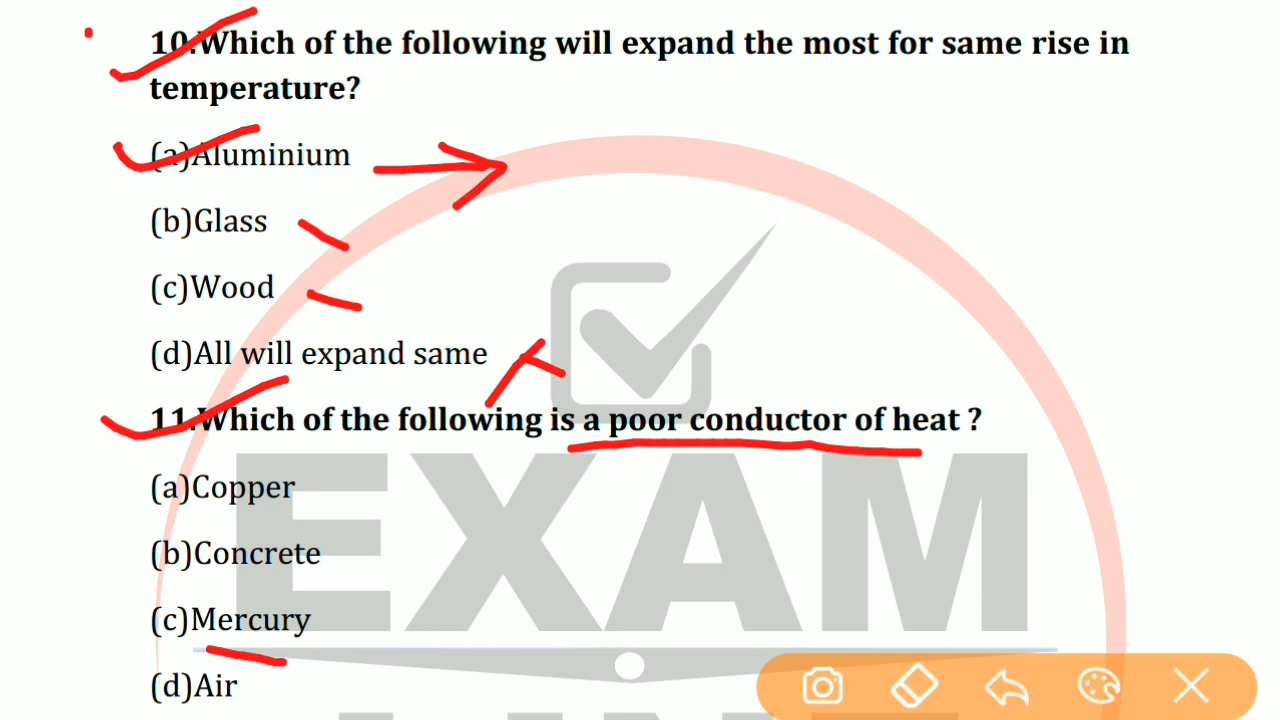 10.Which of the following will expand the most for same rise in
temperature?
(a)Aluminium
(b)Glass
(c)Wood
(d)All will expand same
11.Which of the following is a poor conductor of heat ?
(a)Copper
(b)Concrete
(c)Mercury
(d)Air
EXAM